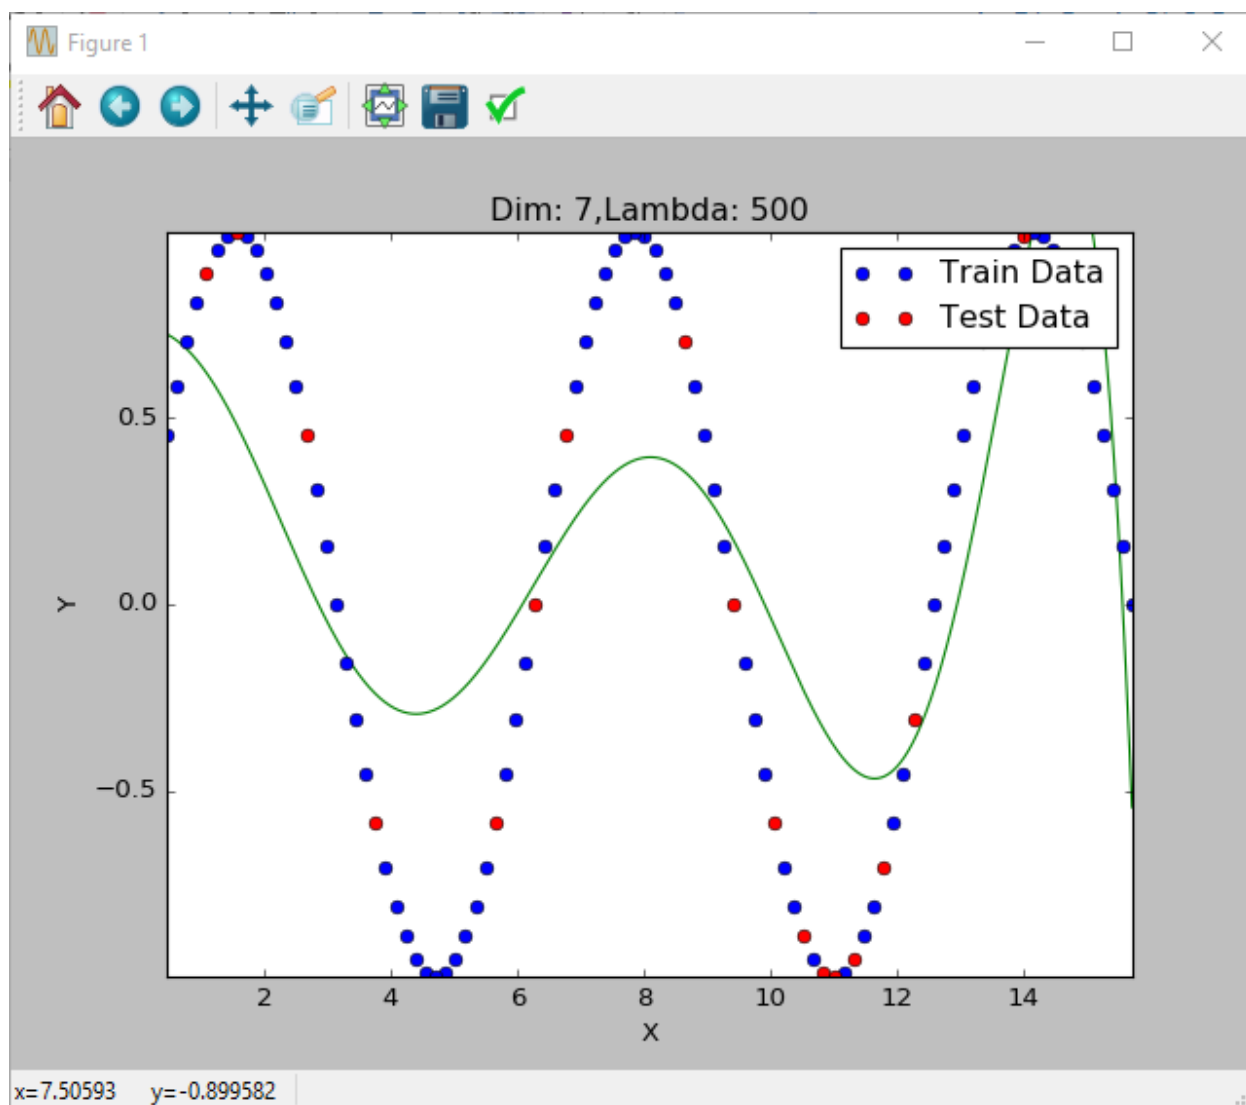 Figure 1
Dim: 7,Lambda: 500
Train Data
Test Data
0.5
0.0
−0.5
Y
2 4 6 8 10 12 14
X
x=7.50593 y=-0.899582